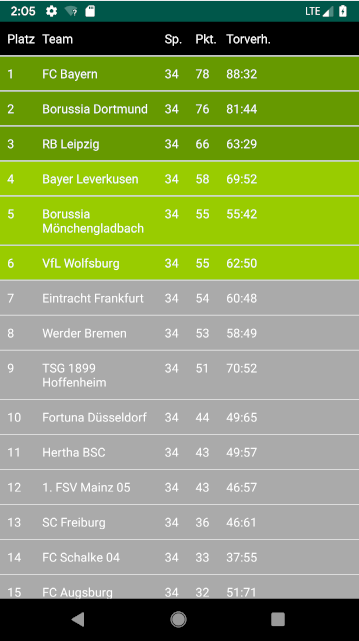 2:05 LTE
Platz Team Sp. Pkt. Torverh.
1 FC Bayern 34 78 88:32
2 Borussia Dortmund 34 76 81:44
3 RB Leipzig 34 66 63:29
4 Bayer Leverkusen 34 58 69:52
5 Borussia 34 55 55:42
Mönchengladbach
6 VfL Wolfsburg 34 55 62:50
7 Eintracht Frankfurt 34 54 60:48
8 Werder Bremen 34 53 58:49
9 TSG 1899 34 51 70:52
Hoffenheim
10 Fortuna Düsseldorf 34 44 49:65
11 Hertha BSC 34 43 49:57
12 1. FSV Mainz 05 34 43 46:57
13 SC Freiburg 34 36 46:61
14 FC Schalke 04 34 33 37:55
15 FC Augsburg 34 32 51:71